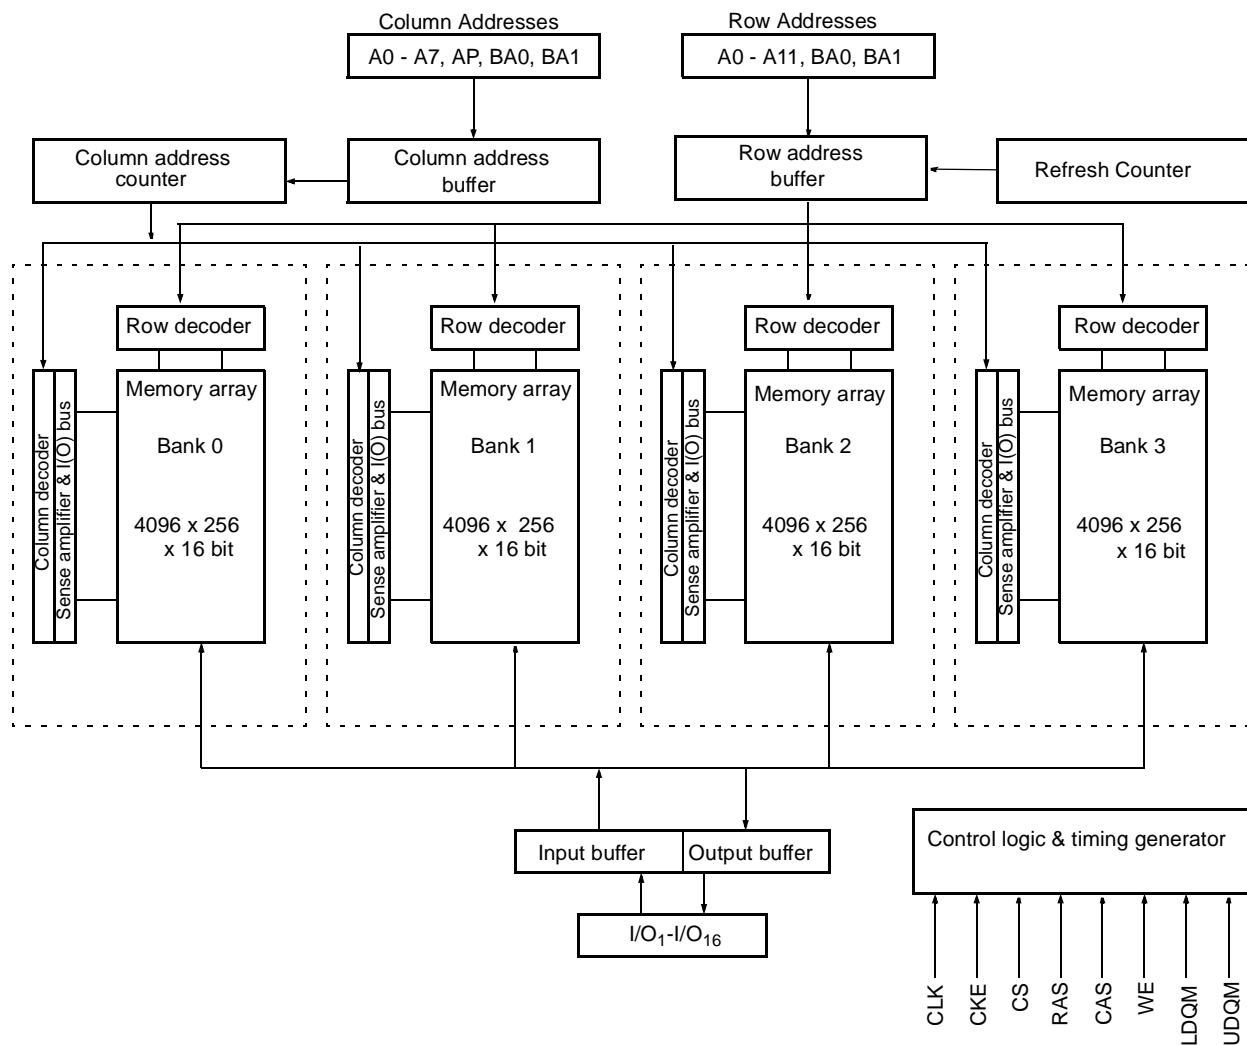 Column Addresses
Row Addresses
A0 - A7, AP, BA0, BA1
A0 - A11, BA0, BA1
Column address
counter
Column address
buffer
Row address
buffer
Refresh Counter
Row decoder
Row decoder
Row decoder
Row decoder
Column decoder
Sense amplifier & I(O) bus
Memory array
Bank 0
4096 x 256
x 16 bit
Column decoder
Sense amplifier & I(O) bus
Memory array
Bank 1
4096 x 256
x 16 bit
Column decoder
Sense amplifier & I(O) bus
Memory array
Bank 2
4096 x 256
x 16 bit
Column decoder
Sense amplifier & I(O) bus
Memory array
Bank 3
4096 x 256
x 16 bit
Input buffer
Output buffer
I/O1-I/O16
Control logic & timing generator
CLK
CKE
CS
RAS
CAS
WE
LDQM
UDQM